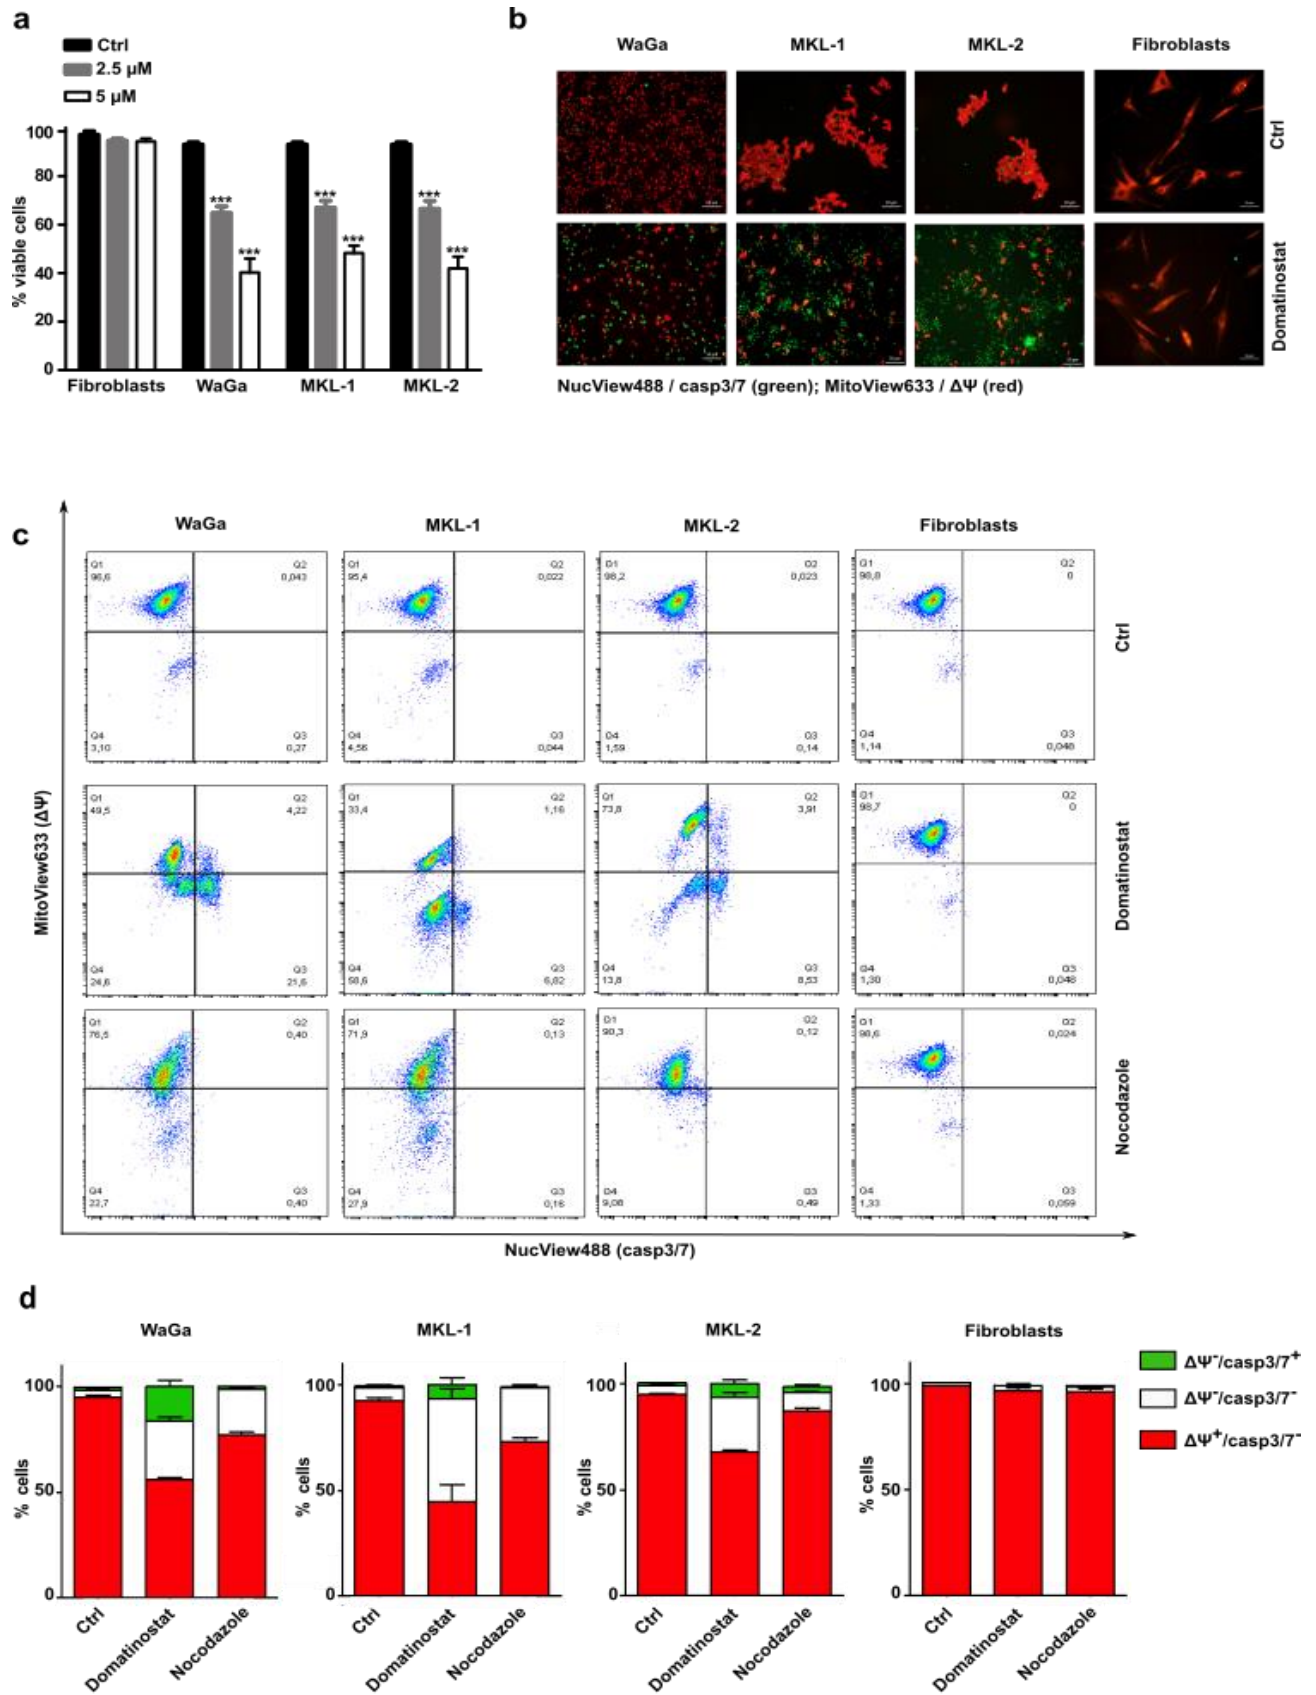 a
Ctrl
2.5 µM
5 µM
% viable cells
100
80
60
40
20
0
***
***
***
***
***
***
Fibroblasts WaGa MKL-1 MKL-2
b
WaGa MKL-1 MKL-2 Fibroblasts
Ctrl
Domatinostat
NucView488 / casp3/7 (green); MitoView633 / ΔΨ (red)
c
WaGa MKL-1 MKL-2 Fibroblasts
MitoView633 (ΔΨ)
Q1 Q2 Q1 Q2 Q1 Q2 Q1 Q2
96,6 0,043 95,4 0,022 98,2 0,023 98,8 0
Q4 Q3 Q4 Q3 Q4 Q3 Q4 Q3
3,10 0,27 4,56 0,044 1,59 0,14 1,14 0,048
Ctrl
Q1 Q2 Q1 Q2 Q1 Q2 Q1 Q2
49,5 4,22 33,4 1,16 73,8 3,91 98,7 0
Q4 Q3 Q4 Q3 Q4 Q3 Q4 Q3
24,6 21,6 58,6 6,82 13,8 8,53 1,30 0,046
Domatinostat
Q1 Q2 Q1 Q2 Q1 Q2 Q1 Q2
76,5 0,40 71,9 0,13 90,3 0,12 98,6 0,024
Q4 Q3 Q4 Q3 Q4 Q3 Q4 Q3
22,7 0,40 27,9 0,16 9,08 0,49 1,33 0,059
Nocodazole
NucView488 (casp3/7)
d
WaGa MKL-1 MKL-2 Fibroblasts
% cells % cells % cells % cells
100 100 100 100
50 50 50 50
0 0 0 0
Ctrl Domatinostat Nocodazole
Ctrl Domatinostat Nocodazole
Ctrl Domatinostat Nocodazole
Ctrl Domatinostat Nocodazole
ΔΨ⁻/casp3/7⁺
ΔΨ⁻/casp3/7⁻
ΔΨ⁺/casp3/7⁻